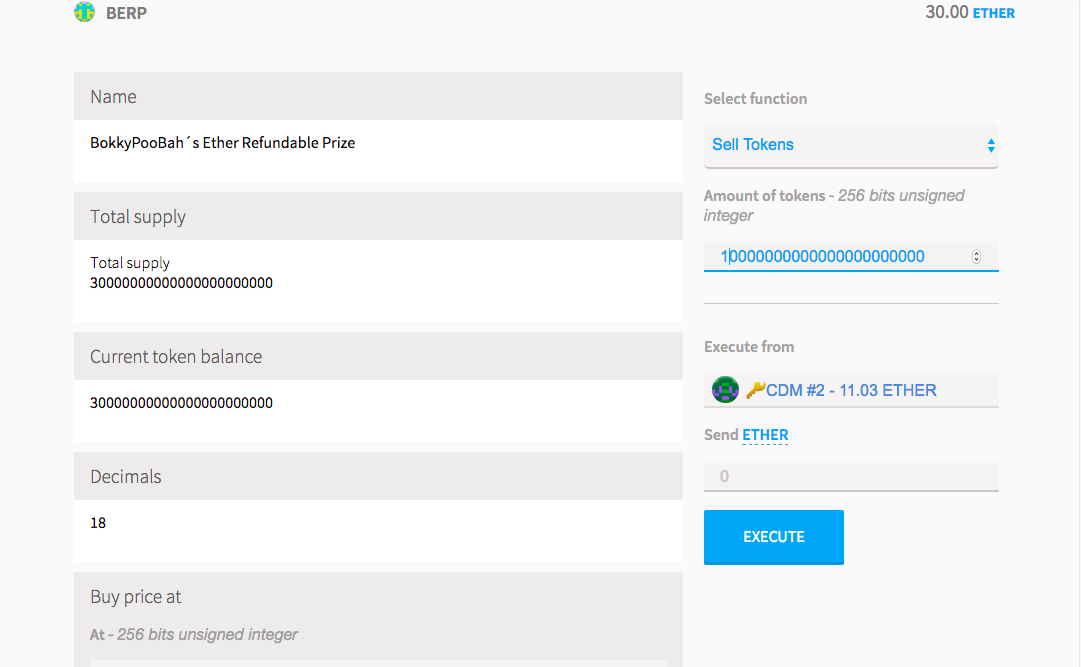 BERP
30.00 ETHER
Name
BokkyPooBah´s Ether Refundable Prize
Total supply
Total supply
30000000000000000000000
Current token balance
30000000000000000000000
Decimals
18
Buy price at
At - 256 bits unsigned integer
Select function
Sell Tokens
Amount of tokens - 256 bits unsigned
integer
10000000000000000000000
Execute from
CDM #2 - 11.03 ETHER
Send ETHER
0
EXECUTE